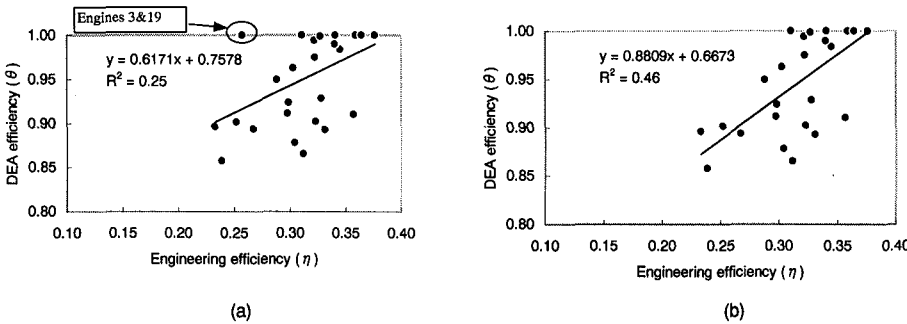 Engines 3&19
DEA efficiency (θ)
1.00
0.95
0.90
0.85
0.80
y = 0.6171x + 0.7578
R² = 0.25
0.10 0.15 0.20 0.25 0.30 0.35 0.40
Engineering efficiency (η)
(a)
DEA efficiency (θ)
1.00
0.95
0.90
0.85
0.80
y = 0.8809x + 0.6673
R² = 0.46
0.10 0.15 0.20 0.25 0.30 0.35 0.40
Engineering efficiency (η)
(b)